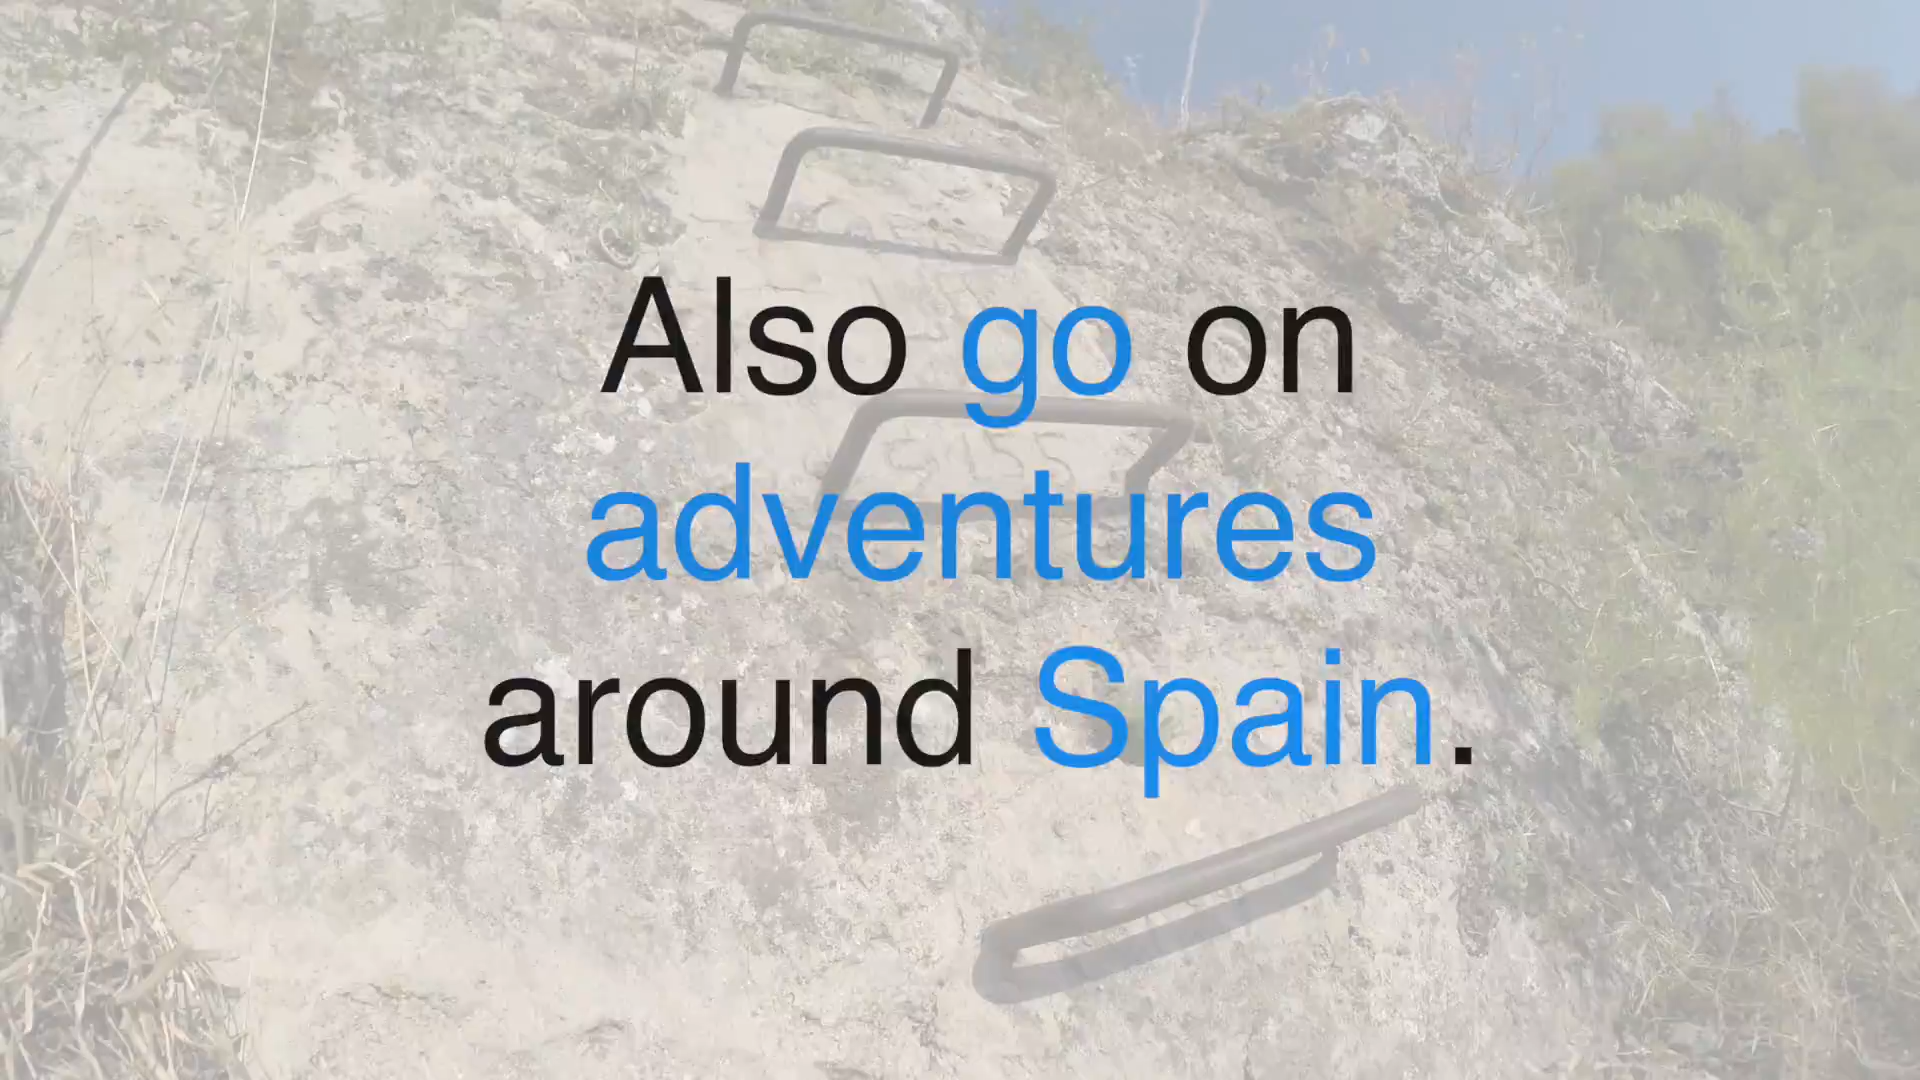 Also go on
adventures
around Spain.